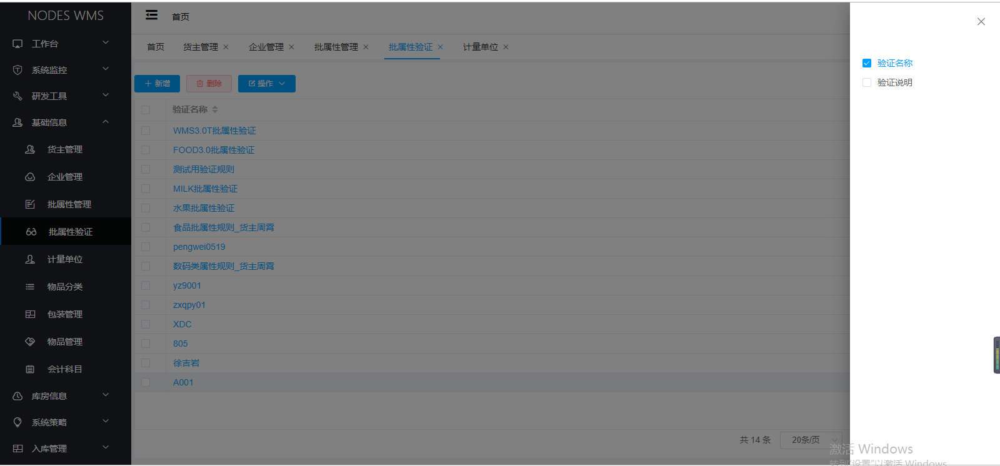 NODES WMS
工作台
系统监控
研发工具
基础信息
货主管理
企业管理
批属性管理
批属性验证
计量单位
物品分类
包装管理
物品管理
会计科目
库房信息
系统策略
入库管理
首页
首页 货主管理 企业管理 批属性管理 批属性验证 计量单位
新增 删除 操作
验证名称
WMS3.0T批属性验证
FOOD3.0批属性验证
测试用验证规则
MILK批属性验证
水果批属性验证
食品批属性规则_货主周霄
pengwei0519
数码类属性规则_货主周霄
yz9001
zxqpy01
XDC
805
徐吉岩
A001
共 14 条 20条/页
验证名称
验证说明
激活 Windows
转到"设置"以激活 Windows